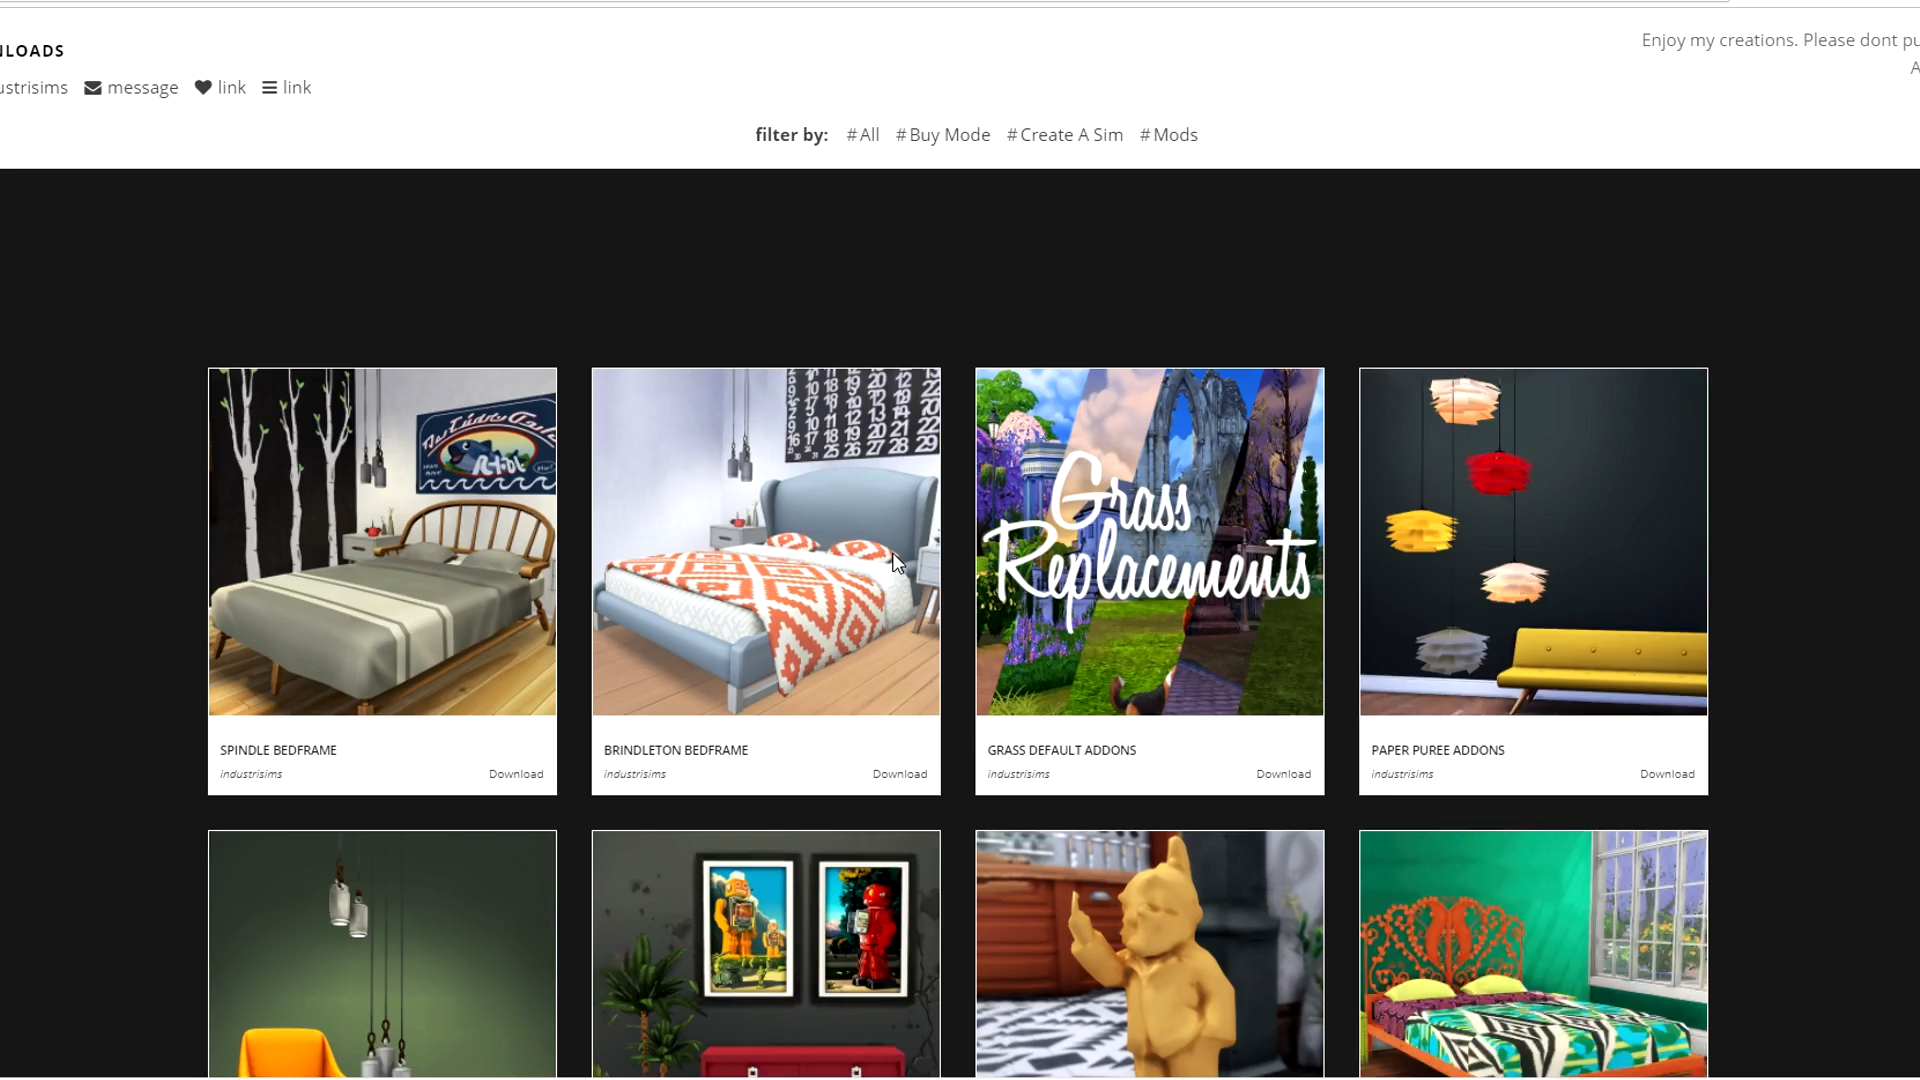 NLOADS
Enjoy my creations. Please dont pu
A
ustrisims message link link
filter by: #All #Buy Mode #Create A Sim #Mods
Grass
Replacements
SPINDLE BEDFRAME
industrisims Download
BRINDLETON BEDFRAME
industrisims Download
GRASS DEFAULT ADDONS
industrisims Download
PAPER PUREE ADDONS
industrisims Download